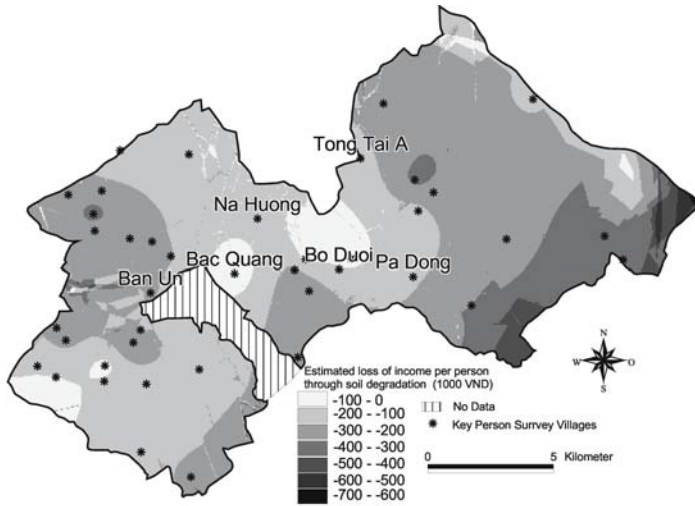 Tong Tai A
Na Huong
Bac Quang
Bo Duoi
Pa Dong
Ban Un
N
W
O
S
Estimated loss of income per person
through soil degradation (1000 VND)
-100 - 0
-200 - -100
-300 - -200
-400 - -300
-500 - -400
-600 - -500
-700 - -600
No Data
Key Person Surrvey Villages
0 5 Kilometer